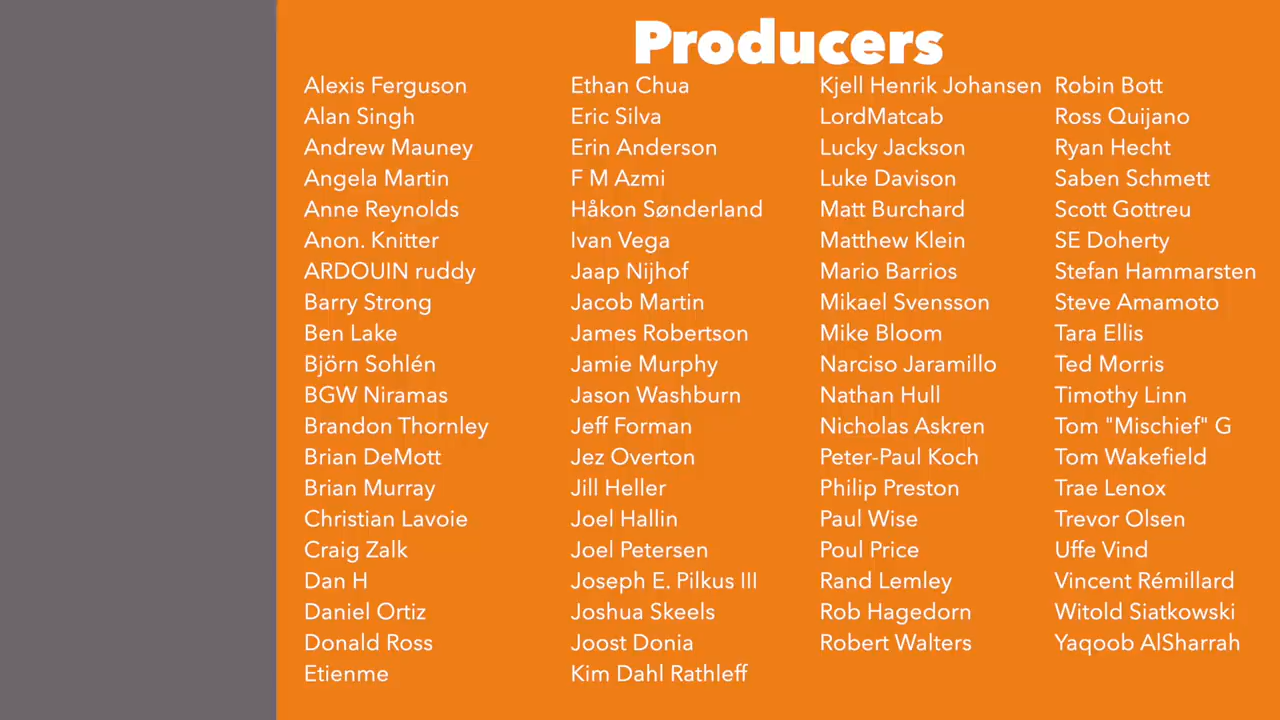 Producers
Alexis Ferguson
Alan Singh
Andrew Mauney
Angela Martin
Anne Reynolds
Anon. Knitter
ARDOUIN ruddy
Barry Strong
Ben Lake
Björn Sohlén
BGW Niramas
Brandon Thornley
Brian DeMott
Brian Murray
Christian Lavoie
Craig Zalk
Dan H
Daniel Ortiz
Donald Ross
Etienme
Ethan Chua
Eric Silva
Erin Anderson
F M Azmi
Håkon Sønderland
Ivan Vega
Jaap Nijhof
Jacob Martin
James Robertson
Jamie Murphy
Jason Washburn
Jeff Forman
Jez Overton
Jill Heller
Joel Hallin
Joel Petersen
Joseph E. Pilkus III
Joshua Skeels
Joost Donia
Kim Dahl Rathleff
Kjell Henrik Johansen
LordMatcab
Lucky Jackson
Luke Davison
Matt Burchard
Matthew Klein
Mario Barrios
Mikael Svensson
Mike Bloom
Narciso Jaramillo
Nathan Hull
Nicholas Askren
Peter-Paul Koch
Philip Preston
Paul Wise
Poul Price
Rand Lemley
Rob Hagedorn
Robert Walters
Robin Bott
Ross Quijano
Ryan Hecht
Saben Schmett
Scott Gottreu
SE Doherty
Stefan Hammarsten
Steve Amamoto
Tara Ellis
Ted Morris
Timothy Linn
Tom "Mischief" G
Tom Wakefield
Trae Lenox
Trevor Olsen
Uffe Vind
Vincent Rémillard
Witold Siatkowski
Yaqoob AlSharrah